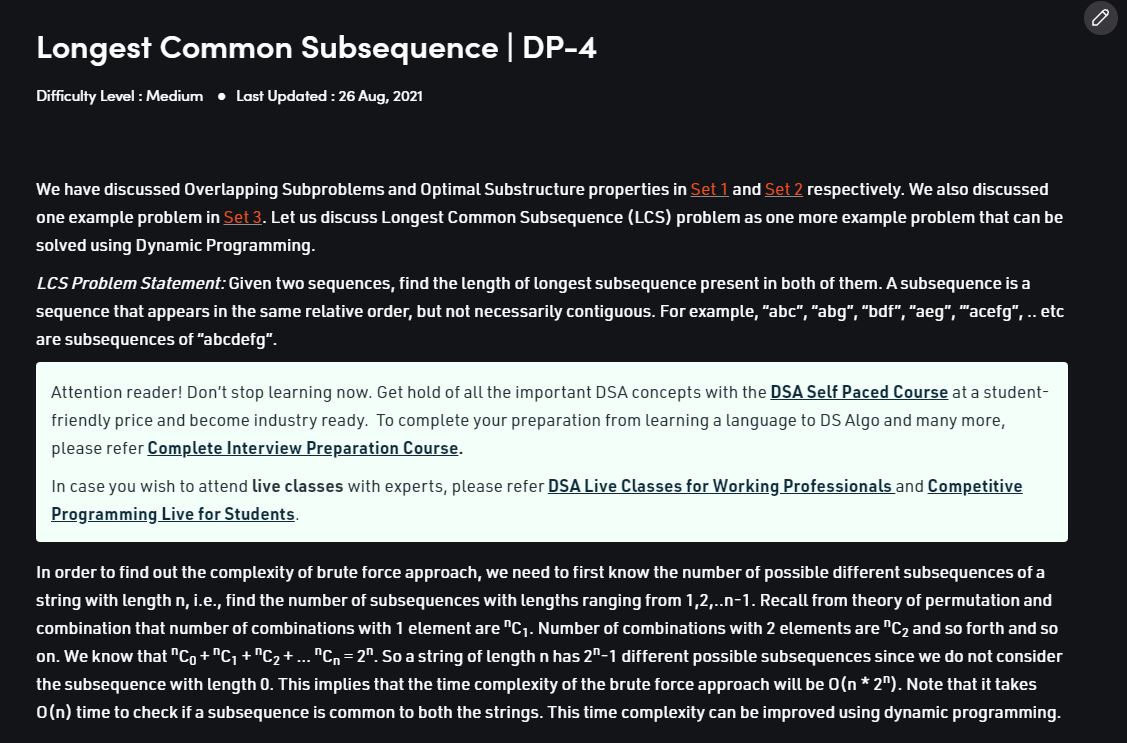 Longest Common Subsequence | DP-4
Difficulty Level : Medium ● Last Updated : 26 Aug, 2021
We have discussed Overlapping Subproblems and Optimal Substructure properties in Set 1 and Set 2 respectively. We also discussed
one example problem in Set 3. Let us discuss Longest Common Subsequence (LCS) problem as one more example problem that can be
solved using Dynamic Programming.
LCS Problem Statement: Given two sequences, find the length of longest subsequence present in both of them. A subsequence is a
sequence that appears in the same relative order, but not necessarily contiguous. For example, “abc”, “abg”, “bdf”, “aeg”, ‘”acefg”, .. etc
are subsequences of “abcdefg”.
Attention reader! Don’t stop learning now. Get hold of all the important DSA concepts with the DSA Self Paced Course at a student-
friendly price and become industry ready.  To complete your preparation from learning a language to DS Algo and many more,
please refer Complete Interview Preparation Course.
In case you wish to attend live classes with experts, please refer DSA Live Classes for Working Professionals and Competitive
Programming Live for Students.
In order to find out the complexity of brute force approach, we need to first know the number of possible different subsequences of a
string with length n, i.e., find the number of subsequences with lengths ranging from 1,2,..n-1. Recall from theory of permutation and
combination that number of combinations with 1 element are ⁿC₁. Number of combinations with 2 elements are ⁿC₂ and so forth and so
on. We know that ⁿC₀ + ⁿC₁ + ⁿC₂ + … ⁿCₙ = 2ⁿ. So a string of length n has 2ⁿ-1 different possible subsequences since we do not consider
the subsequence with length 0. This implies that the time complexity of the brute force approach will be O(n * 2ⁿ). Note that it takes
O(n) time to check if a subsequence is common to both the strings. This time complexity can be improved using dynamic programming.